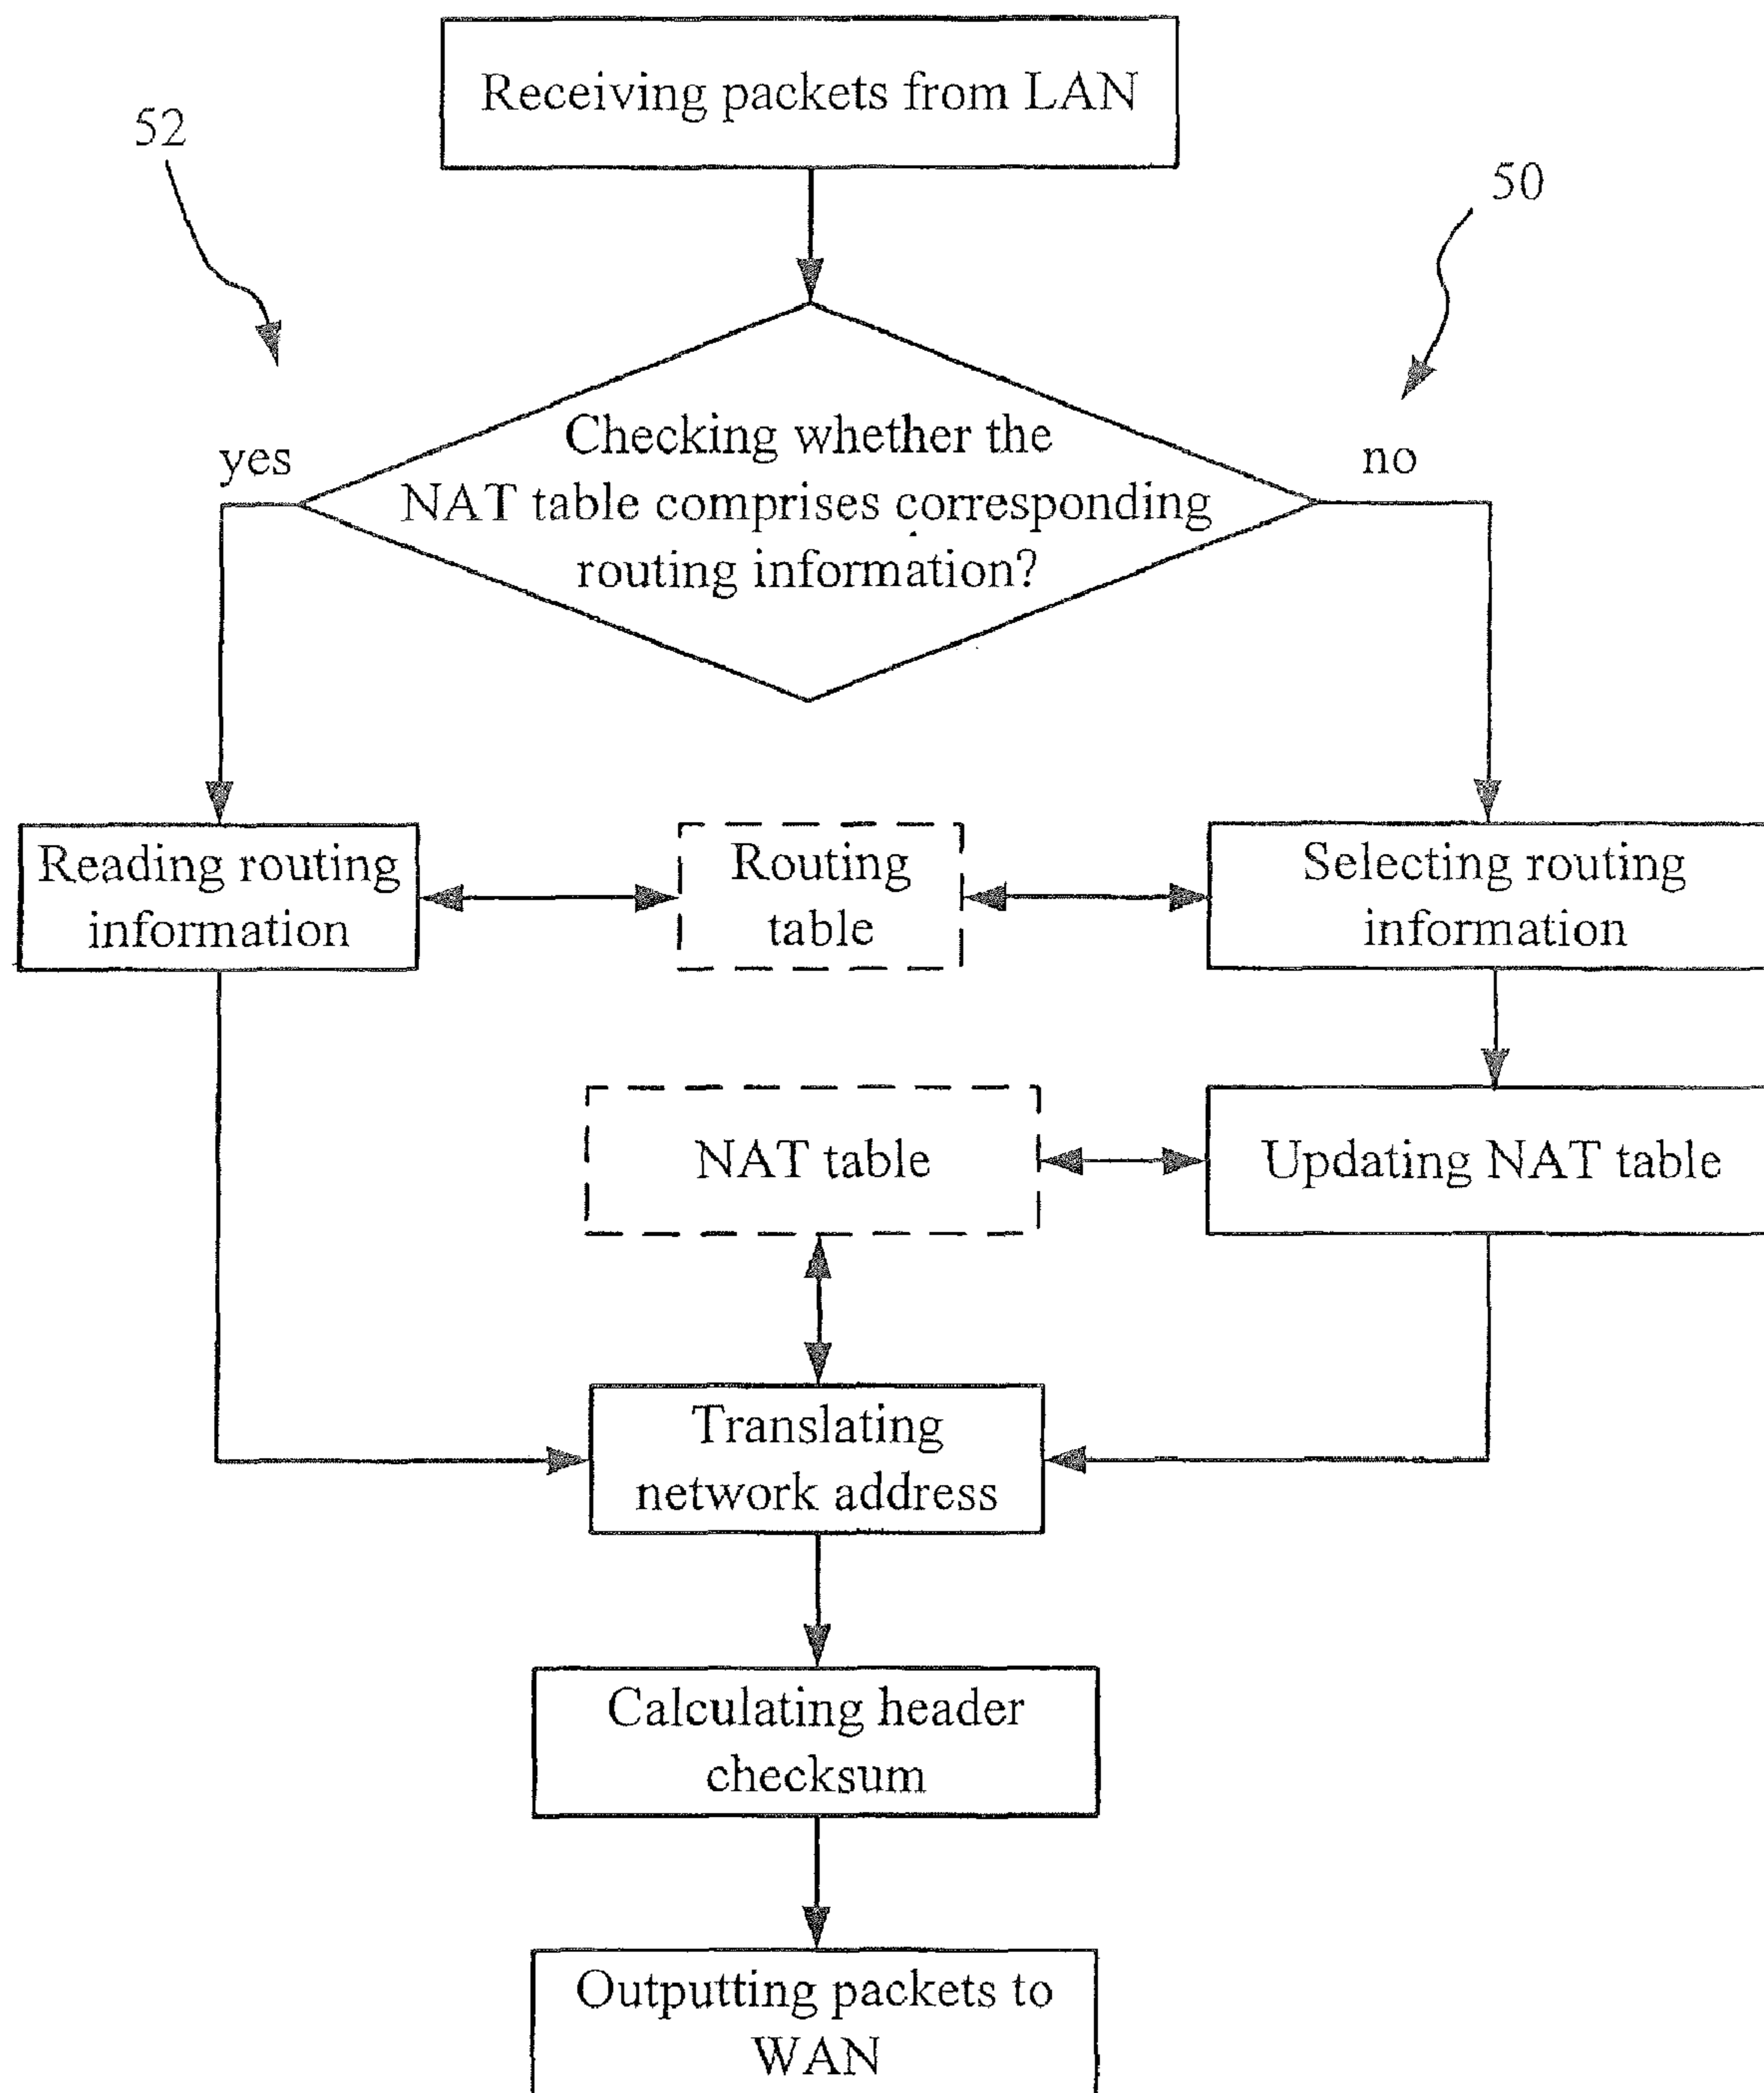 Receiving packets from LAN
52
50
Checking whether the
NAT table comprises corresponding
routing information?
yes
no
Reading routing
information
Routing
table
Selecting routing
information
NAT table
Updating NAT table
Translating
network address
Calculating header
checksum
Outputting packets to
WAN